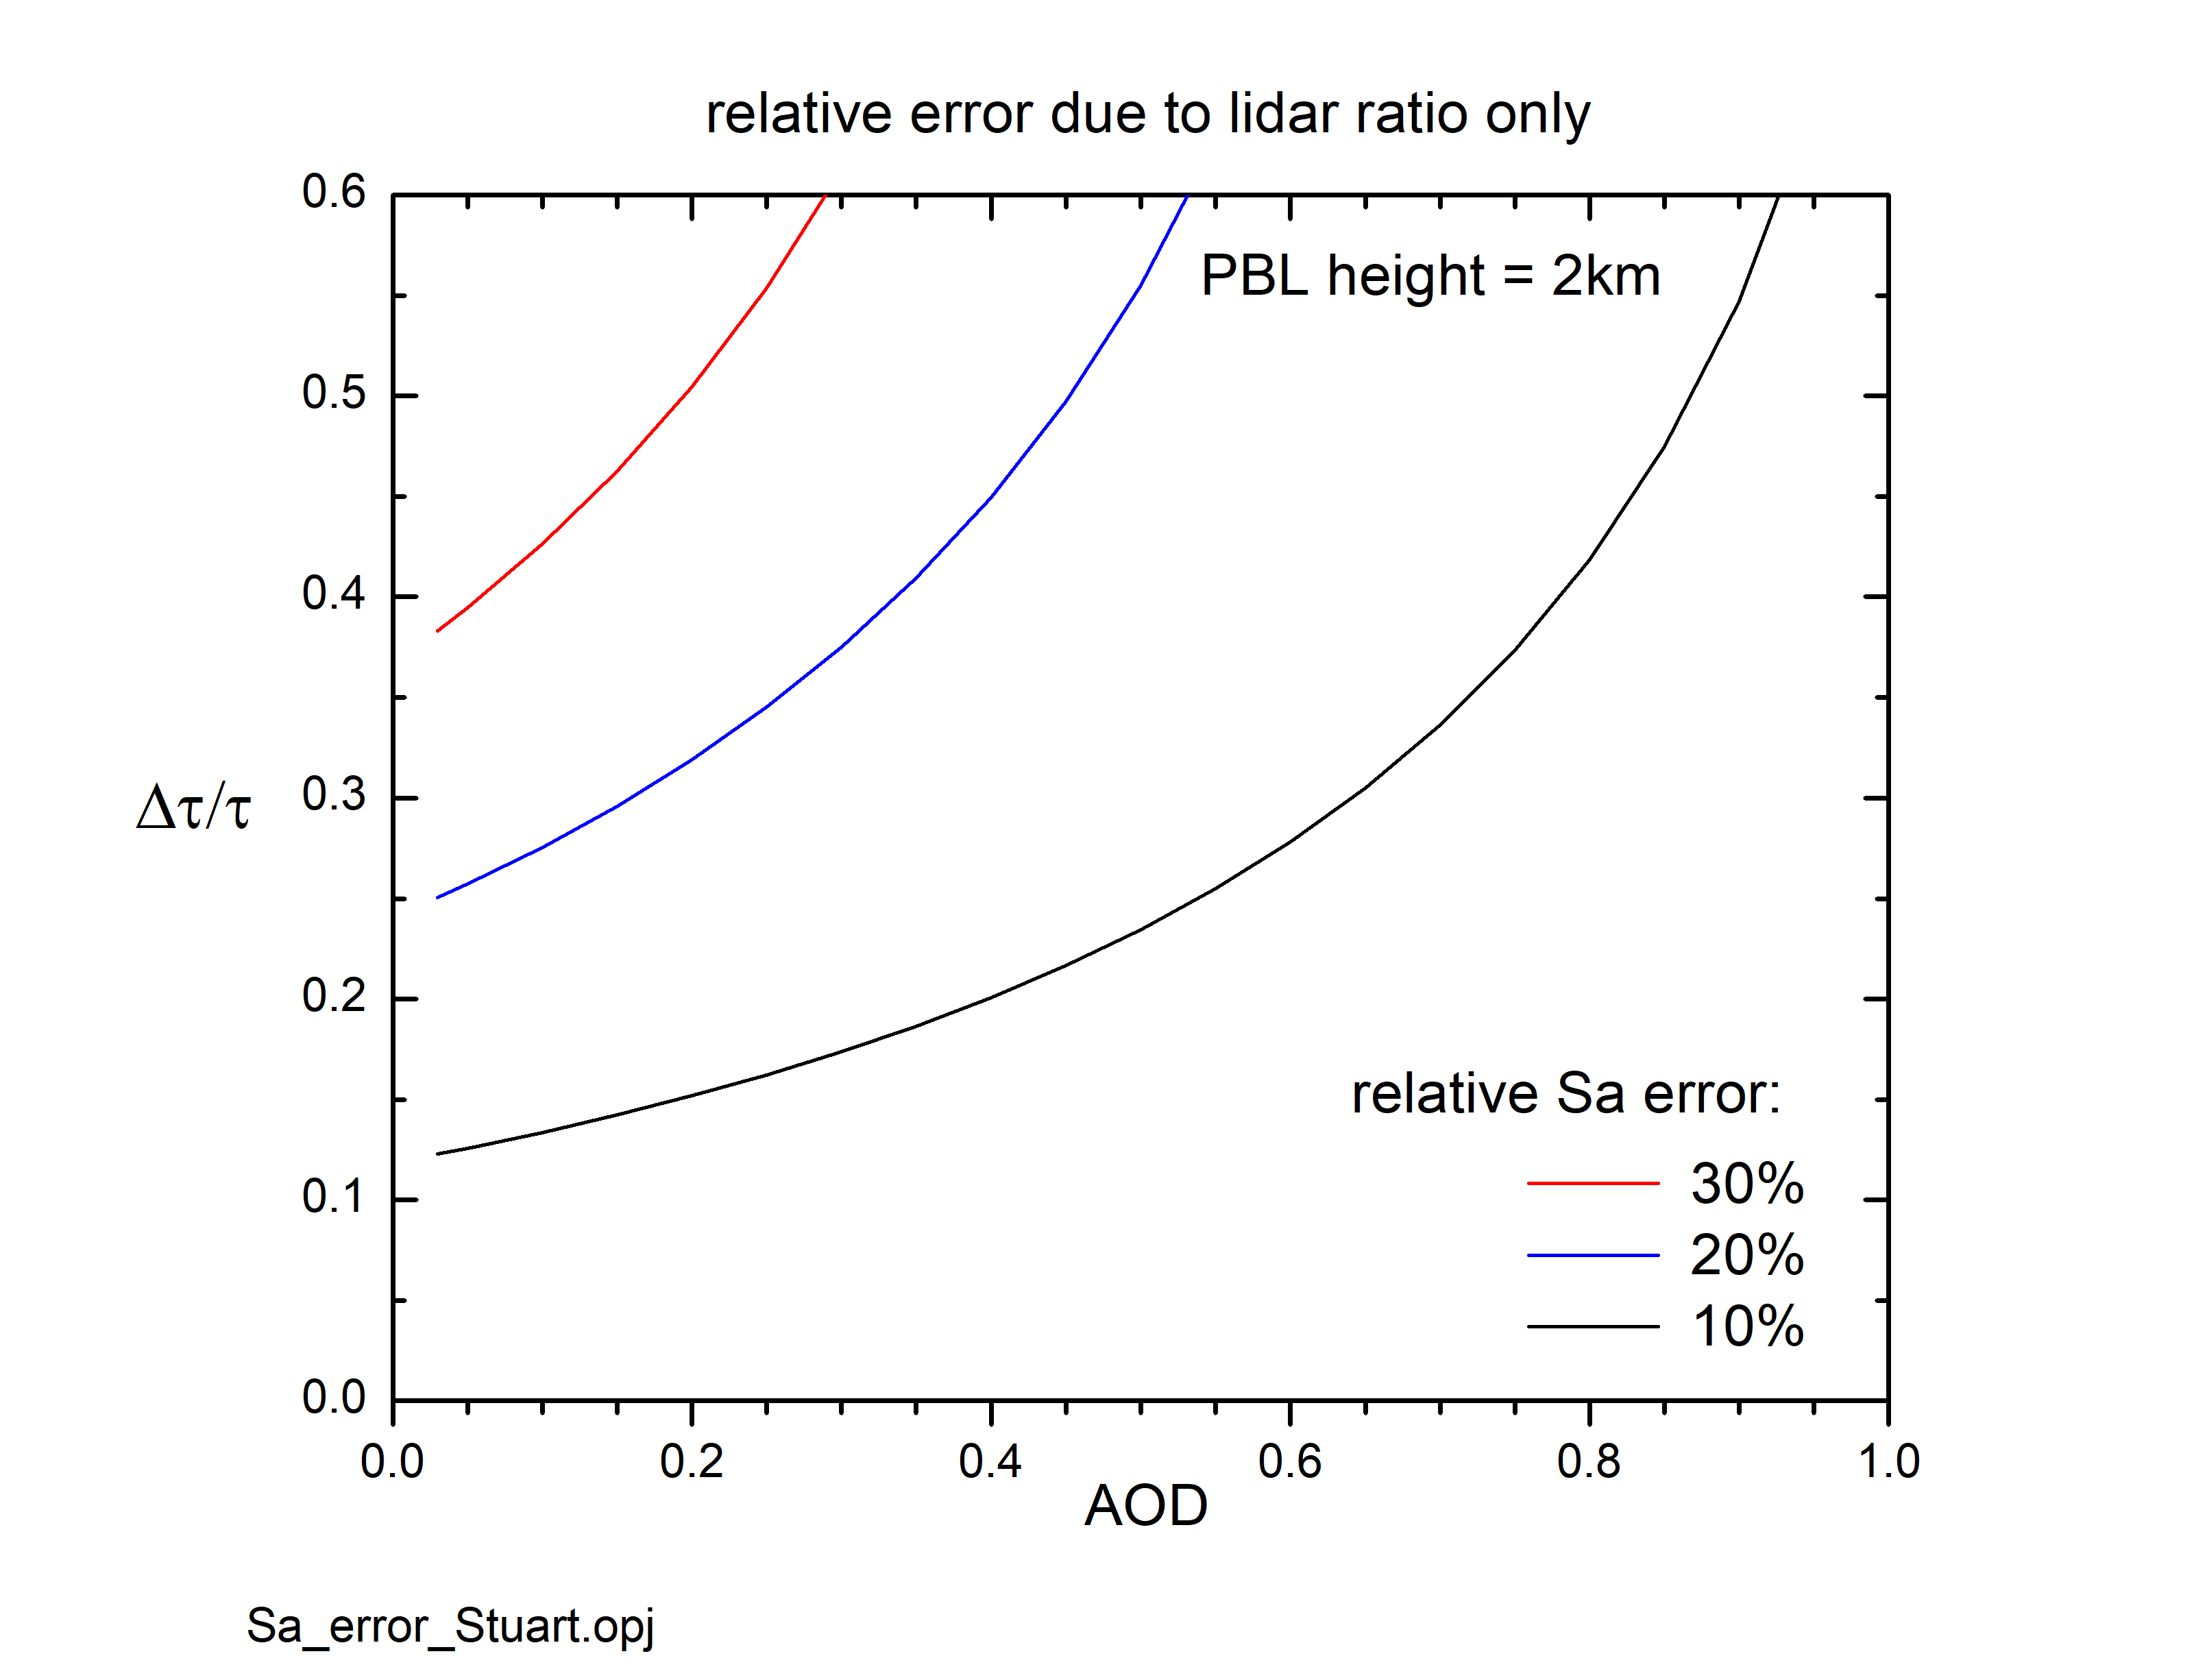 relative error due to lidar ratio only
0.6
PBL height = 2km
0.5
0.4
0.3
Δτ/τ
0.2
relative Sa error:
30%
0.1
20%
10%
0.0
0.0 0.2 0.4 0.6 0.8 1.0
AOD
Sa_error_Stuart.opj